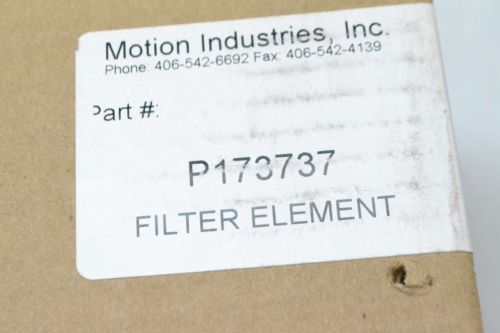 Motion Industries, Inc.
Phone: 406-542-6692 Fax: 406-542-4139
Part #:
P173737
FILTER ELEMENT